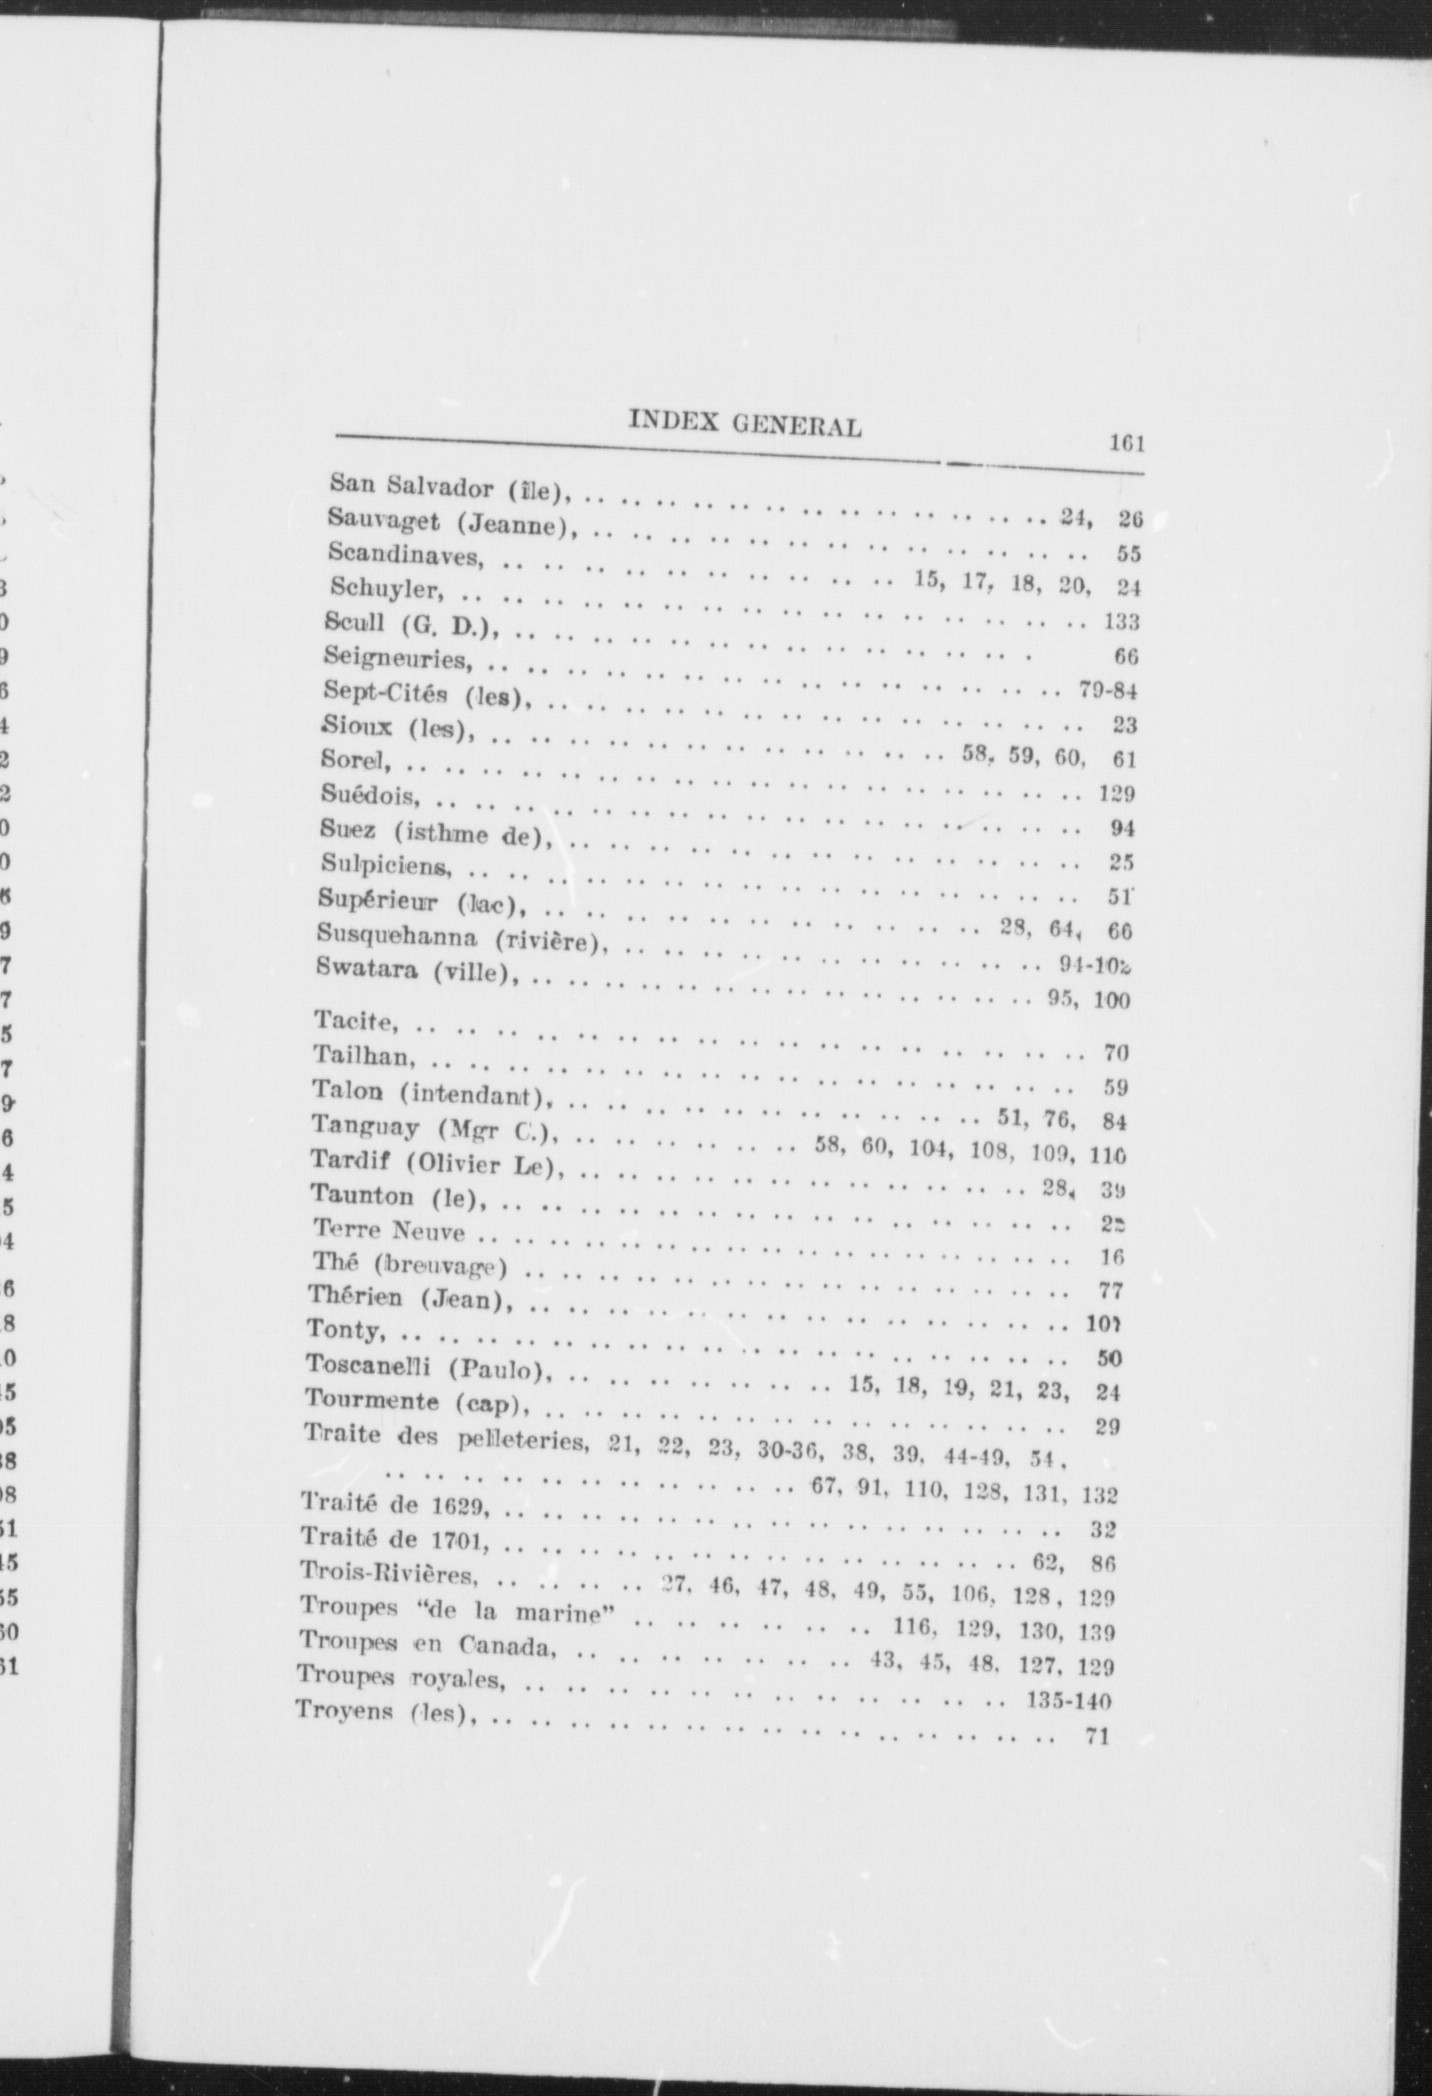 INDEX GENERAL 161
San Salvador (île), .. .. .. .. .. .. .. .. .. .. .. .. .. 24, 26
Sauvaget (Jeanne), .. .. .. .. .. .. .. .. .. .. .. .. .. 55
Scandinaves, .. .. .. .. .. .. .. .. .. .. 15, 17, 18, 20, 24
Schuyler, .. .. .. .. .. .. .. .. .. .. .. .. .. .. .. .. 133
Scull (G. D.), .. .. .. .. .. .. .. .. .. .. .. .. .. . 66
Seigneuries, .. .. .. .. .. .. .. .. .. .. .. .. .. .. .. 79-84
Sept-Cités (les), .. .. .. .. .. .. .. .. .. .. .. .. .. .. 23
Sioux (les), .. .. .. .. .. .. .. .. .. .. .. .. 58, 59, 60, 61
Sorel, .. .. .. .. .. .. .. .. .. .. .. .. .. .. .. .. .. .. 129
Suédois, .. .. .. .. .. .. .. .. .. .. .. .. .. .. .. .. .. 94
Suez (isthme de), .. .. .. .. .. .. .. .. .. .. .. .. .. .. 25
Sulpiciens, .. .. .. .. .. .. .. .. .. .. .. .. .. .. .. .. 51
Supérieur (lac), .. .. .. .. .. .. .. .. .. .. .. .. 28, 64, 66
Susquehanna (rivière), .. .. .. .. .. .. .. .. .. .. .. 94-102
Swatara (ville), .. .. .. .. .. .. .. .. .. .. .. .. .. .. 95, 100
Tacite, .. .. .. .. .. .. .. .. .. .. .. .. .. .. .. .. .. 70
Tailhan, .. .. .. .. .. .. .. .. .. .. .. .. .. .. .. .. .. 59
Talon (intendant), .. .. .. .. .. .. .. .. .. .. .. 51, 76, 84
Tanguay (Mgr C.), .. .. .. .. .. .. 58, 60, 104, 108, 109, 110
Tardif (Olivier Le), .. .. .. .. .. .. .. .. .. .. .. .. 28, 39
Taunton (le), .. .. .. .. .. .. .. .. .. .. .. .. .. .. .. 22
Terre Neuve .. .. .. .. .. .. .. .. .. .. .. .. .. .. .. .. .. 16
Thé (breuvage) .. .. .. .. .. .. .. .. .. .. .. .. .. .. .. 77
Thérien (Jean), .. .. .. .. .. .. .. .. .. .. .. .. .. ..
Tonty, .. .. .. .. .. .. .. .. .. .. .. .. .. .. .. .. .. .. 50
Toscanelli (Paulo), .. .. .. .. .. .. .. 15, 18, 19, 21, 23, 24
Tourmente (cap), .. .. .. .. .. .. .. .. .. .. .. .. .. .. 29
Traite des pelleteries, 21, 22, 23, 30-36, 38, 39, 44-49, 54,
.. .. .. .. .. .. .. .. .. .. .. 67, 91, 110, 128, 131, 132
Traité de 1629, .. .. .. .. .. .. .. .. .. .. .. .. .. .. .. 32
Traité de 1701, .. .. .. .. .. .. .. .. .. .. .. .. .. .. 62, 86
Trois-Rivières, .. .. .. .. 27, 46, 47, 48, 49, 55, 106, 128, 129
Troupes “de la marine” .. .. .. .. .. .. .. 116, 129, 130, 139
Troupes en Canada, .. .. .. .. .. .. .. .. 43, 45, 48, 127, 129
Troupes royales, .. .. .. .. .. .. .. .. .. .. .. .. 135-140
Troyens (les), .. .. .. .. .. .. .. .. .. .. .. .. .. .. .. 71